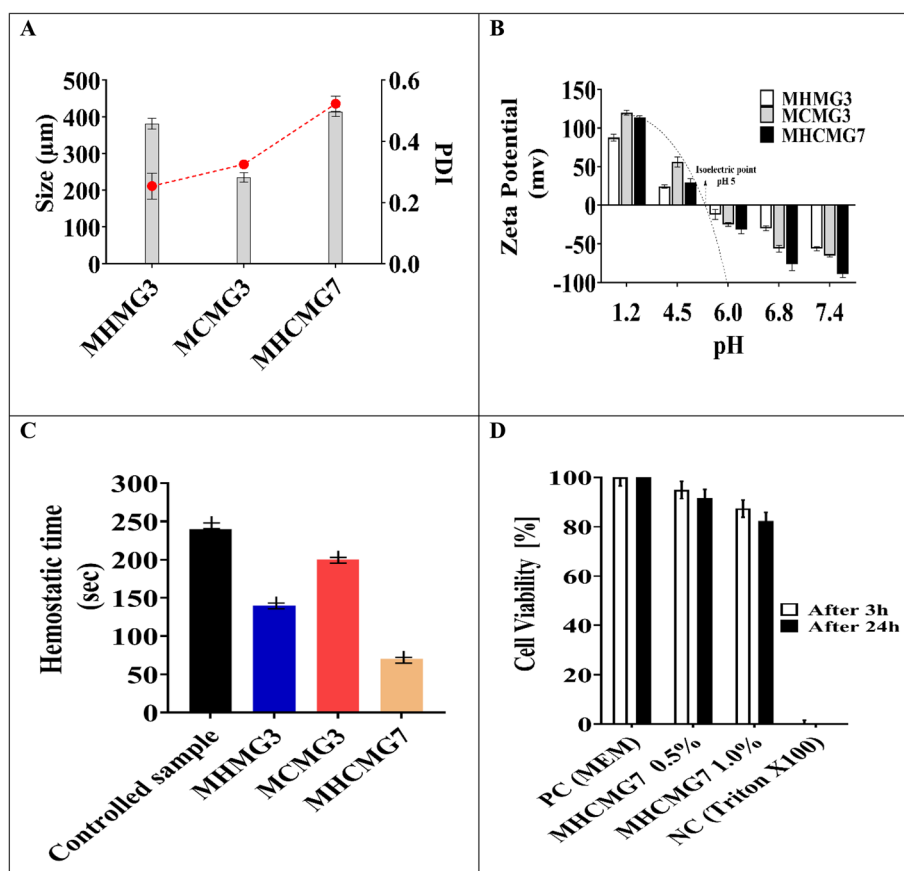 A
Size (µm)
500
400
300
200
100
0
0.6
0.4
0.2
0.0
PDI
MHMG3
MCMG3
MHCMG7
B
Zeta Potential
(mv)
150
100
50
0
-50
-100
MHMG3
MCMG3
MHCMG7
Isoelectric point
pH 5
1.2 4.5 6.0 6.8 7.4
pH
C
Hemostatic time
(sec)
300
250
200
150
100
50
0
Controlled sample
MHMG3
MCMG3
MHCMG7
D
Cell Viability [%]
100
80
60
40
20
0
After 3h
After 24h
PC (MEM)
MHCMG7 0.5%
MHCMG7 1.0%
NC (Triton X100)